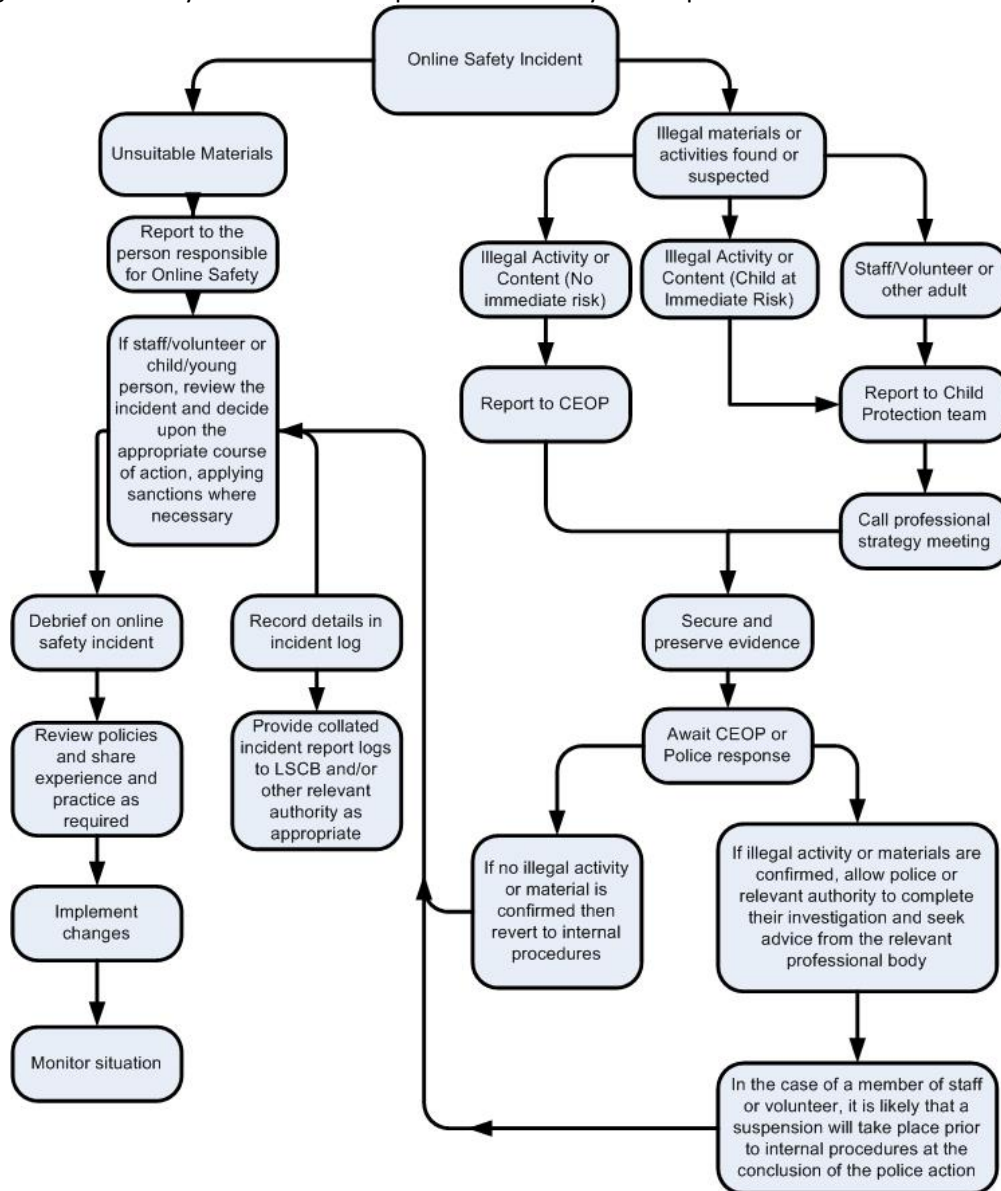 Online Safety Incident
Unsuitable Materials
Illegal materials or
activities found or
suspected
Report to the
person responsible
for Online Safety
Illegal Activity or
Content (No
immediate risk)
Illegal Activity or
Content (Child at
Immediate Risk)
Staff/Volunteer or
other adult
If staff/volunteer or
child/young
person, review the
incident and decide
upon the
appropriate course
of action, applying
sanctions where
necessary
Report to CEOP
Report to Child
Protection team
Call professional
strategy meeting
Debrief on online
safety incident
Record details in
incident log
Secure and
preserve evidence
Review policies
and share
experience and
practice as
required
Provide collated
incident report logs
to LSCB and/or
other relevant
authority as
appropriate
Await CEOP or
Police response
If no illegal activity
or material is
confirmed then
revert to internal
procedures
If illegal activity or materials are
confirmed, allow police or
relevant authority to complete
their investigation and seek
advice from the relevant
professional body
Implement
changes
Monitor situation
In the case of a member of staff
or volunteer, it is likely that a
suspension will take place prior
to internal procedures at the
conclusion of the police action